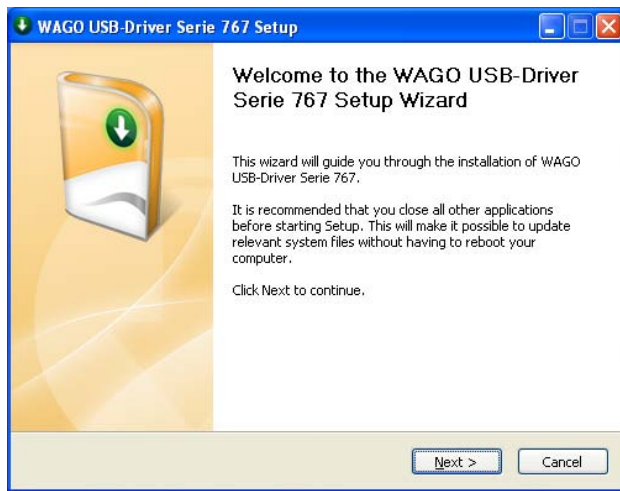 WAGO USB-Driver Serie 767 Setup
Welcome to the WAGO USB-Driver
Serie 767 Setup Wizard
This wizard will guide you through the installation of WAGO
USB-Driver Serie 767.
It is recommended that you close all other applications
before starting Setup. This will make it possible to update
relevant system files without having to reboot your
computer.
Click Next to continue.
Next >
Cancel